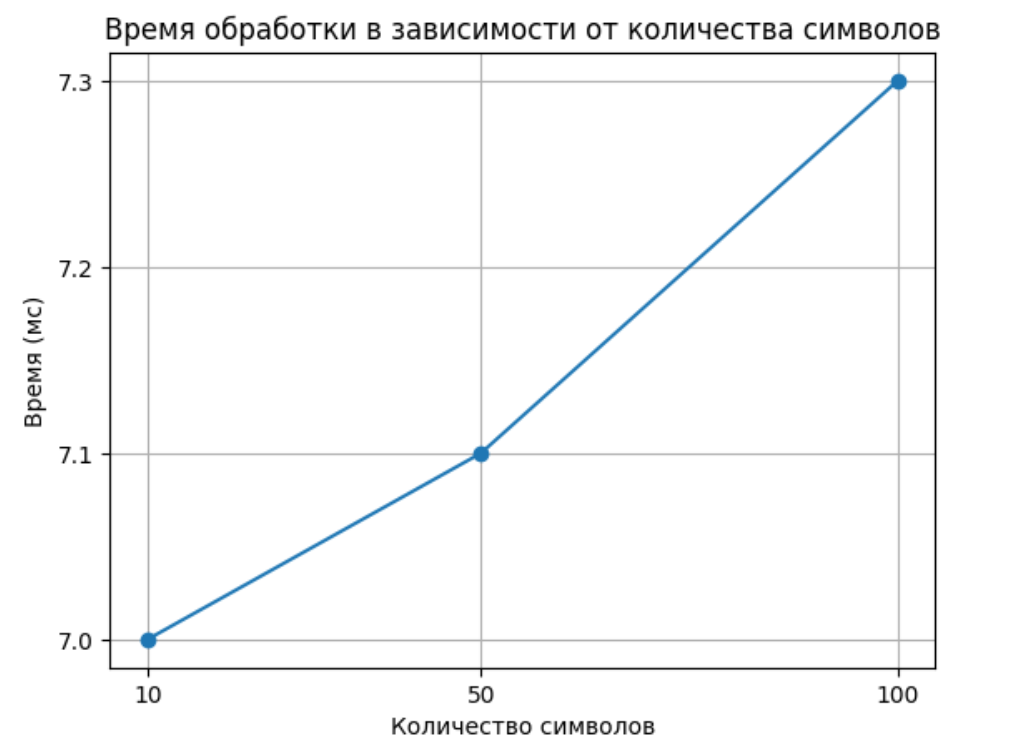 Время обработки в зависимости от количества символов
7.3
7.2
7.1
7.0
Время (мс)
10 50 100
Количество символов